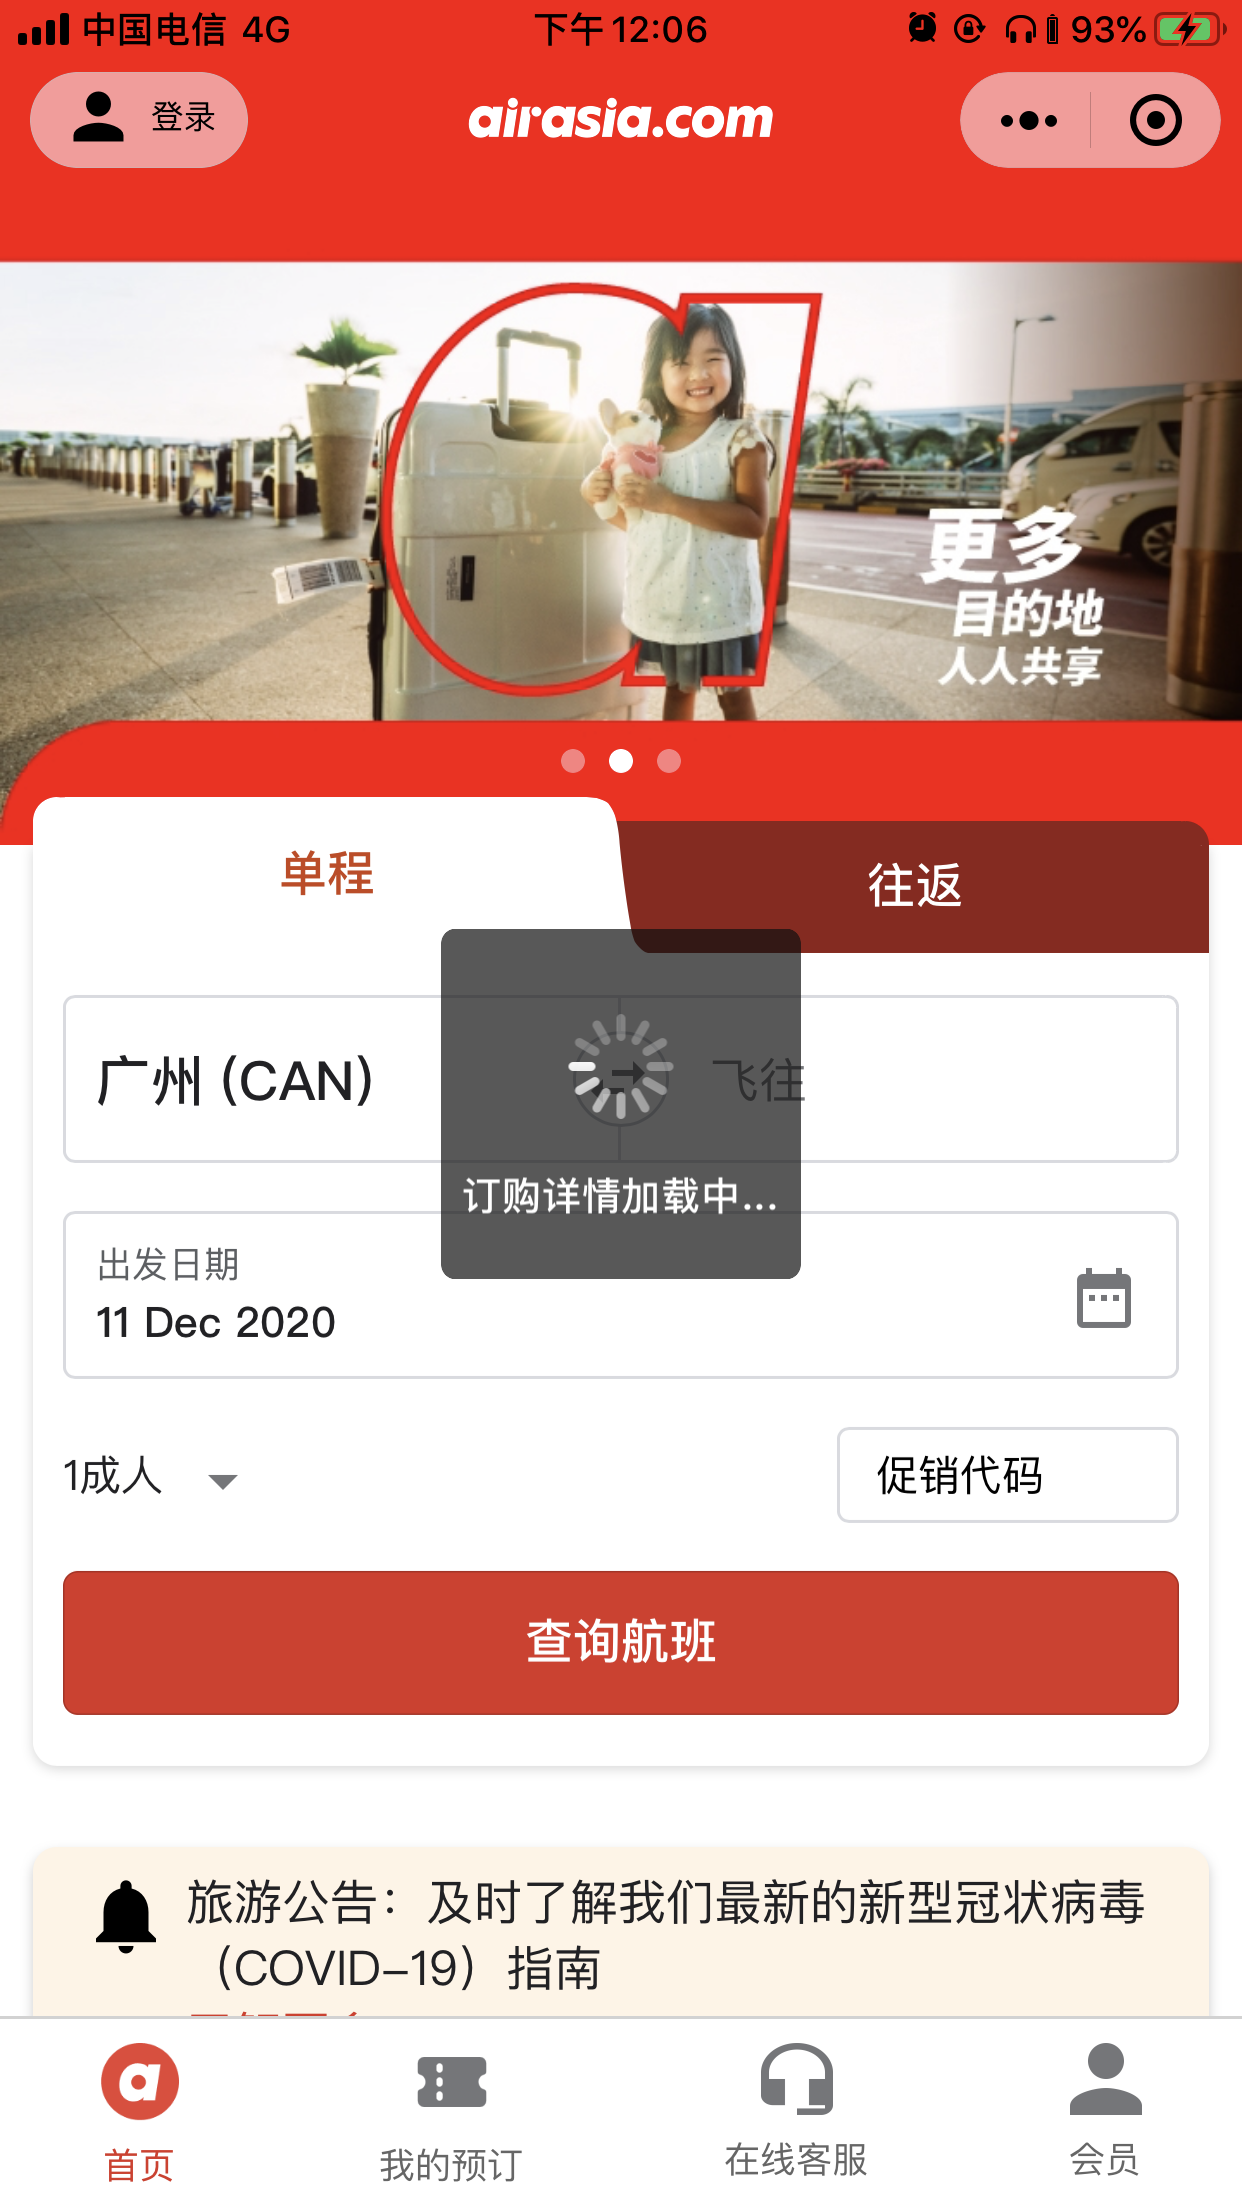 中国电信 4G 下午12:06 93%
登录 airasia.com
更多
目的地
人人共享
单程 往返
广州 (CAN) 飞往
订购详情加载中...
出发日期
11 Dec 2020
1成人 促销代码
查询航班
旅游公告：及时了解我们最新的新型冠状病毒
（COVID-19）指南
首页 我的预订 在线客服 会员